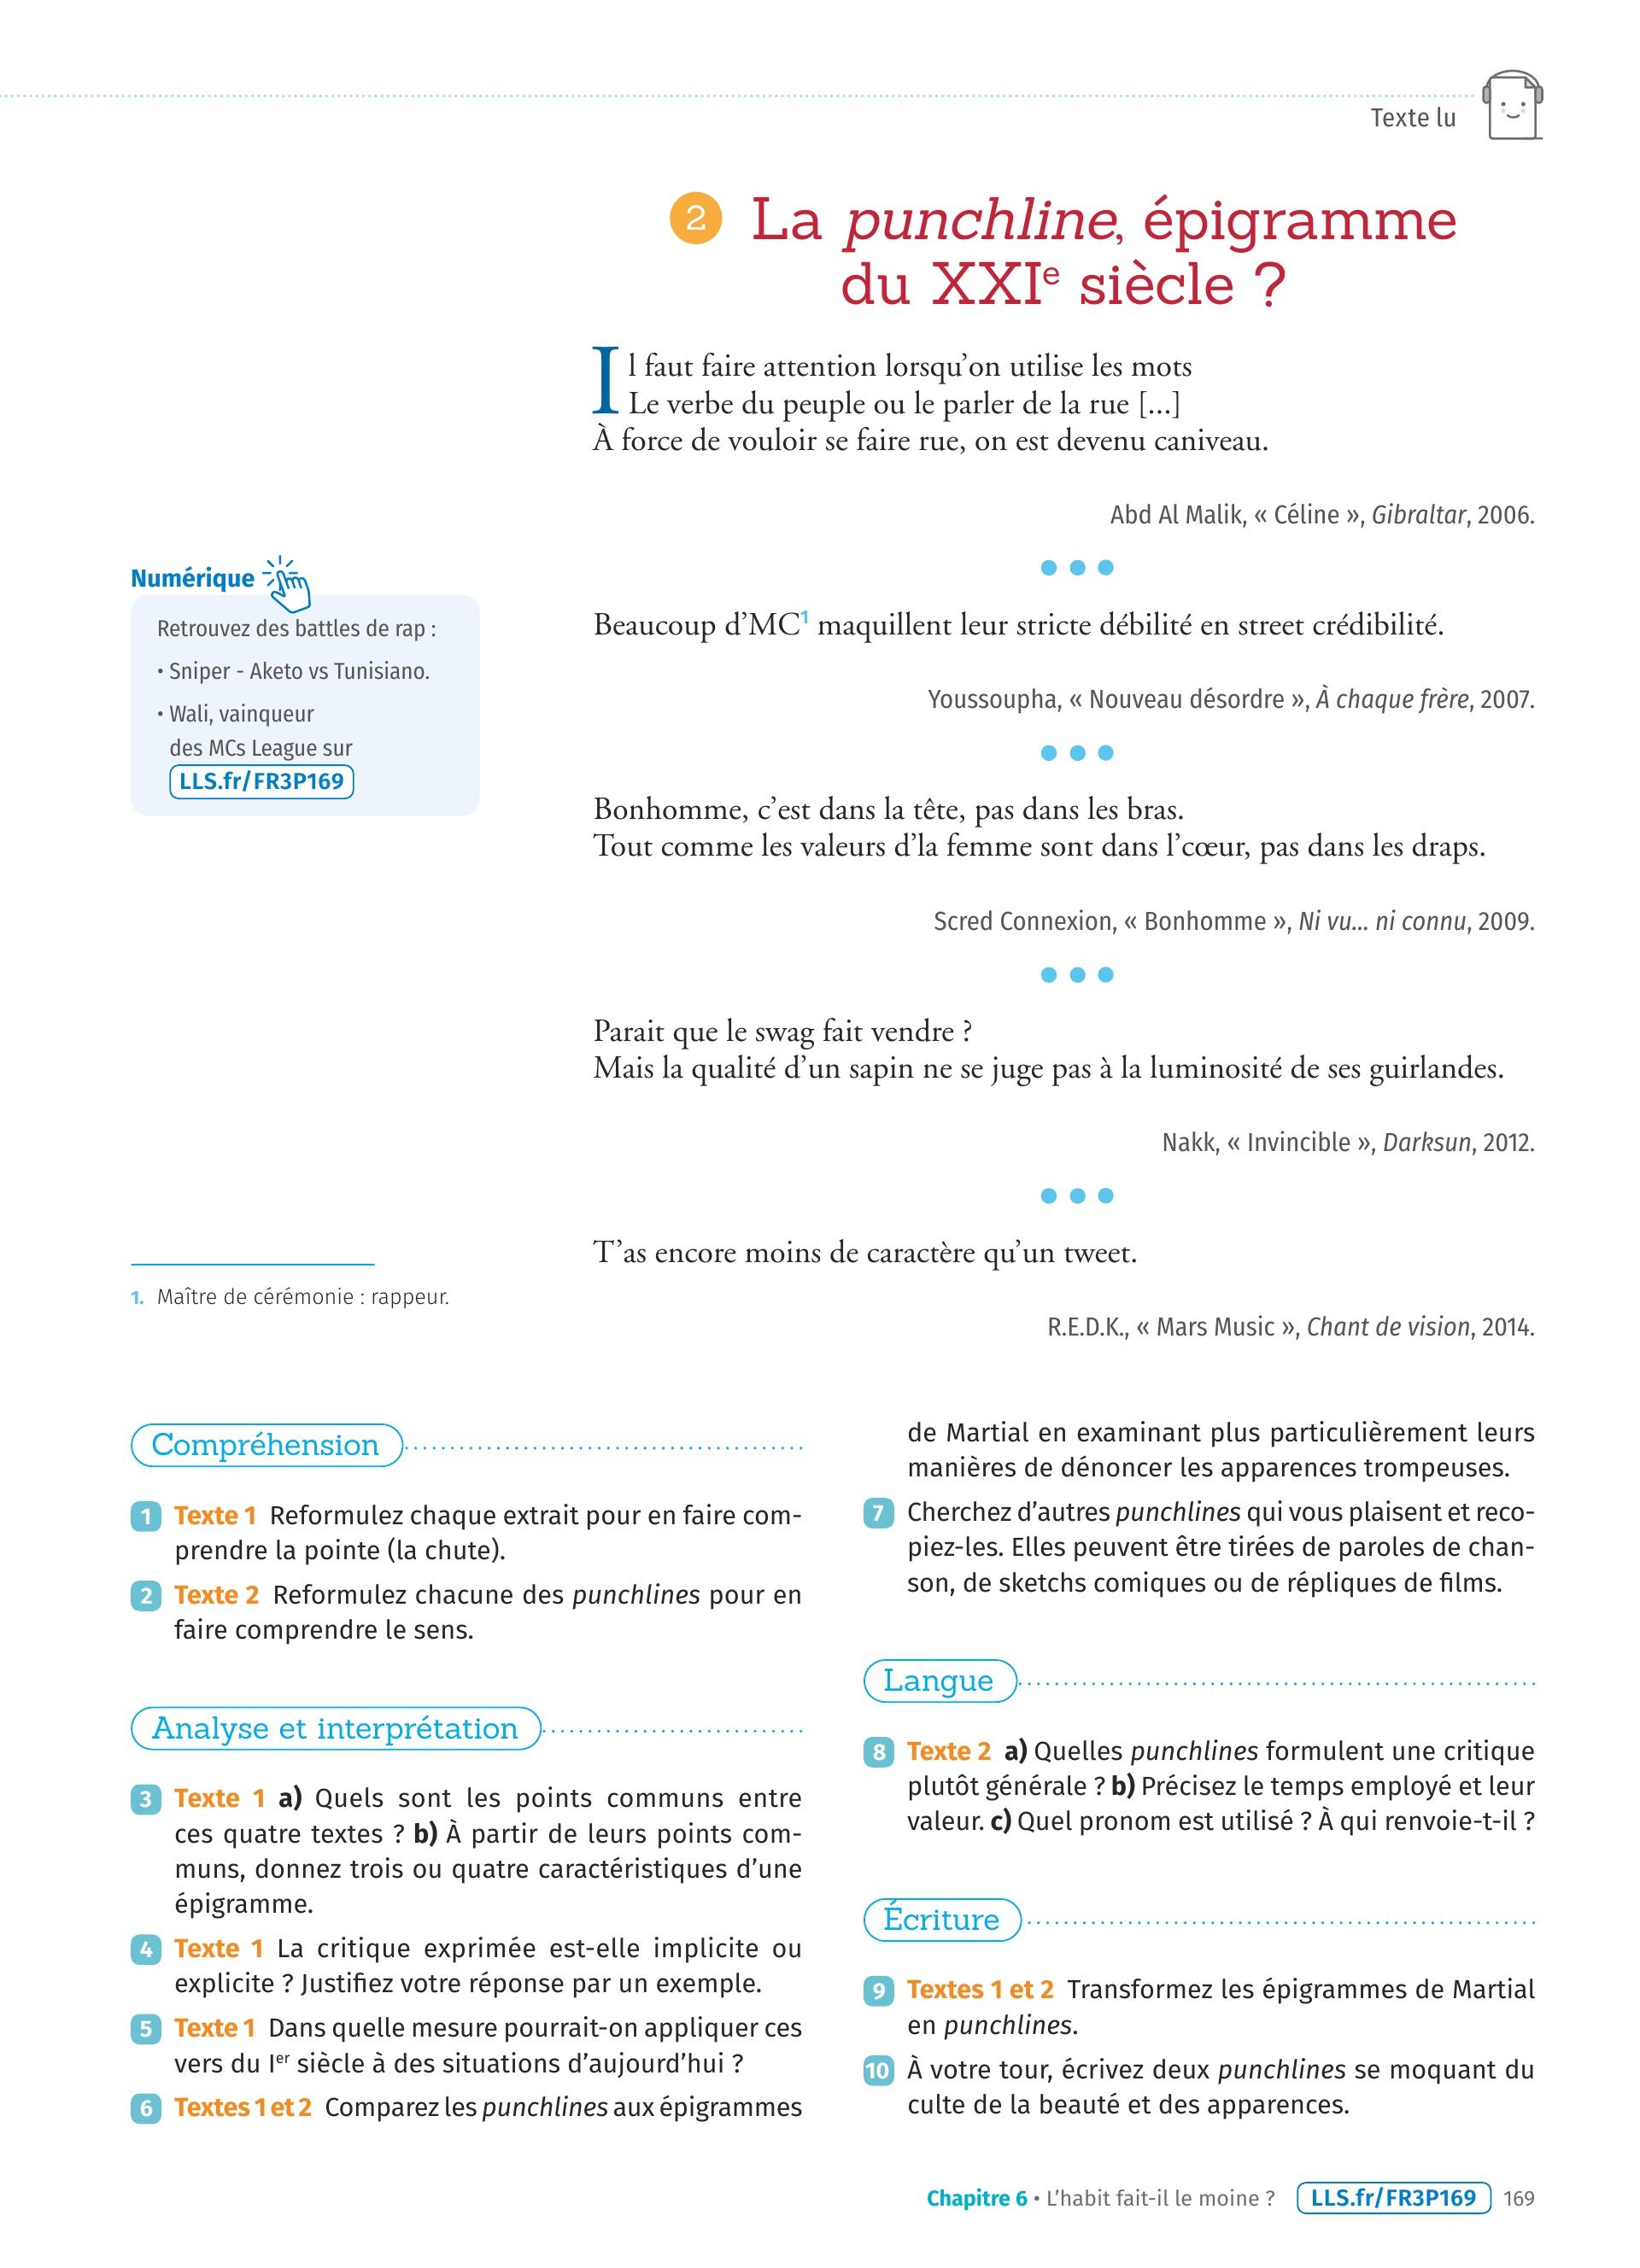 Texte lu
2 La punchline, épigramme
du XXIe siècle ?
Il faut faire attention lorsqu’on utilise les mots
Le verbe du peuple ou le parler de la rue [...]
À force de vouloir se faire rue, on est devenu caniveau.
Abd Al Malik, « Céline », Gibraltar, 2006.
Numérique
Retrouvez des battles de rap :
• Sniper - Aketo vs Tunisiano.
• Wali, vainqueur
des MCs League sur
LLS.fr/FR3P169
Beaucoup d’MC1 maquillent leur stricte débilité en street crédibilité.
Youssoupha, « Nouveau désordre », À chaque frère, 2007.
Bonhomme, c’est dans la tête, pas dans les bras.
Tout comme les valeurs d’la femme sont dans l’cœur, pas dans les draps.
Scred Connexion, « Bonhomme », Ni vu... ni connu, 2009.
Parait que le swag fait vendre ?
Mais la qualité d’un sapin ne se juge pas à la luminosité de ses guirlandes.
Nakk, « Invincible », Darksun, 2012.
T’as encore moins de caractère qu’un tweet.
R.E.D.K., « Mars Music », Chant de vision, 2014.
1. Maître de cérémonie : rappeur.
Compréhension
1 Texte 1 Reformulez chaque extrait pour en faire com-
prendre la pointe (la chute).
2 Texte 2 Reformulez chacune des punchlines pour en
faire comprendre le sens.
Analyse et interprétation
3 Texte 1 a) Quels sont les points communs entre
ces quatre textes ? b) À partir de leurs points com-
muns, donnez trois ou quatre caractéristiques d’une
épigramme.
4 Texte 1 La critique exprimée est-elle implicite ou
explicite ? Justifiez votre réponse par un exemple.
5 Texte 1 Dans quelle mesure pourrait-on appliquer ces
vers du Ier siècle à des situations d’aujourd’hui ?
6 Textes 1 et 2 Comparez les punchlines aux épigrammes
de Martial en examinant plus particulièrement leurs
manières de dénoncer les apparences trompeuses.
7 Cherchez d’autres punchlines qui vous plaisent et reco-
piez-les. Elles peuvent être tirées de paroles de chan-
son, de sketchs comiques ou de répliques de films.
Langue
8 Texte 2 a) Quelles punchlines formulent une critique
plutôt générale ? b) Précisez le temps employé et leur
valeur. c) Quel pronom est utilisé ? À qui renvoie-t-il ?
Écriture
9 Textes 1 et 2 Transformez les épigrammes de Martial
en punchlines.
10 À votre tour, écrivez deux punchlines se moquant du
culte de la beauté et des apparences.
Chapitre 6 • L’habit fait-il le moine ? LLS.fr/FR3P169 169